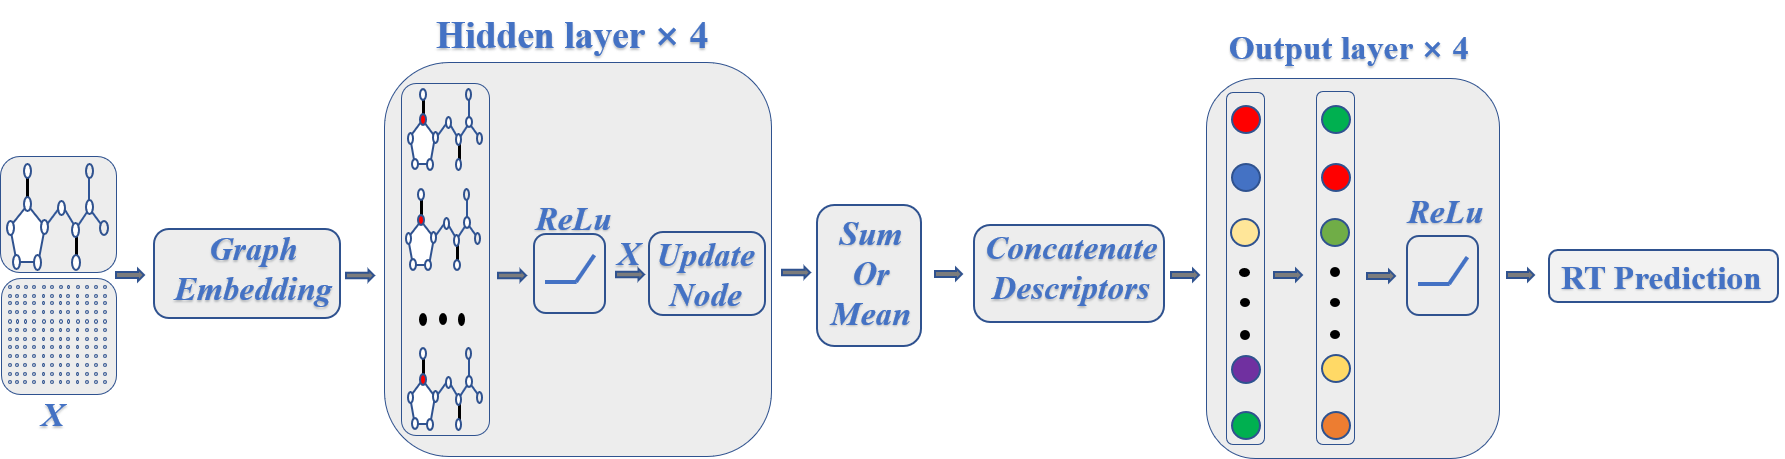 Hidden layer × 4
Output layer × 4
X
Graph
Embedding
ReLu
X
Update
Node
Sum
Or
Mean
Concatenate
Descriptors
ReLu
RT Prediction